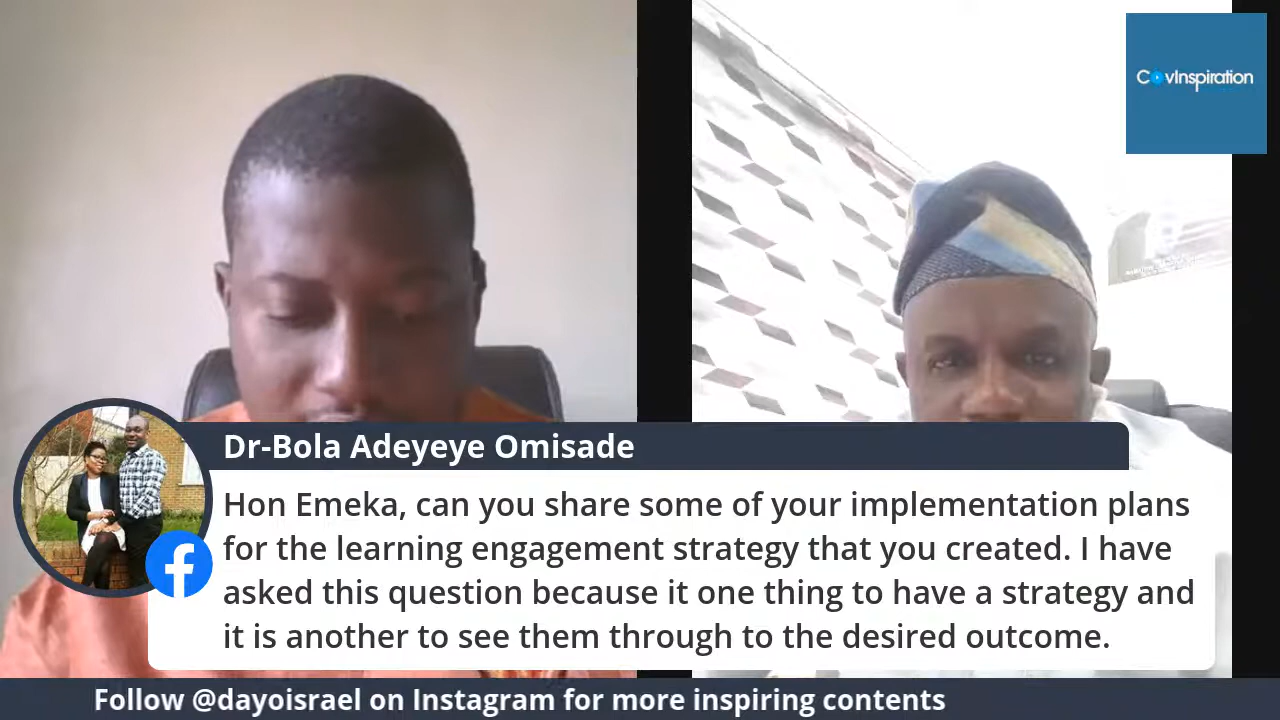 CovInspiration
Dr-Bola Adeyeye Omisade
Hon Emeka, can you share some of your implementation plans
for the learning engagement strategy that you created. I have
asked this question because it one thing to have a strategy and
it is another to see them through to the desired outcome.
Follow @dayoisrael on Instagram for more inspiring contents